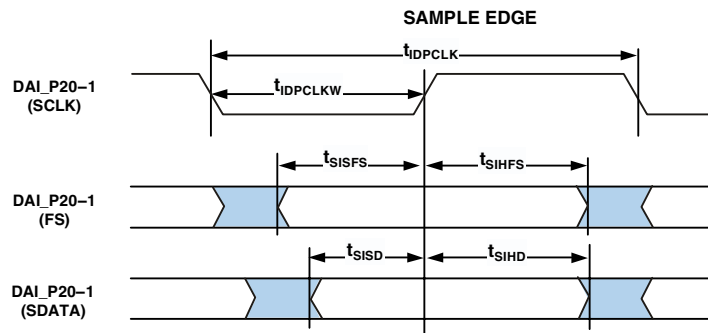 SAMPLE EDGE
tIDPCLK
DAI_P20–1
(SCLK)
tIDPCLKW
tSISFS
tSIHFS
DAI_P20–1
(FS)
tSISD
tSIHD
DAI_P20–1
(SDATA)